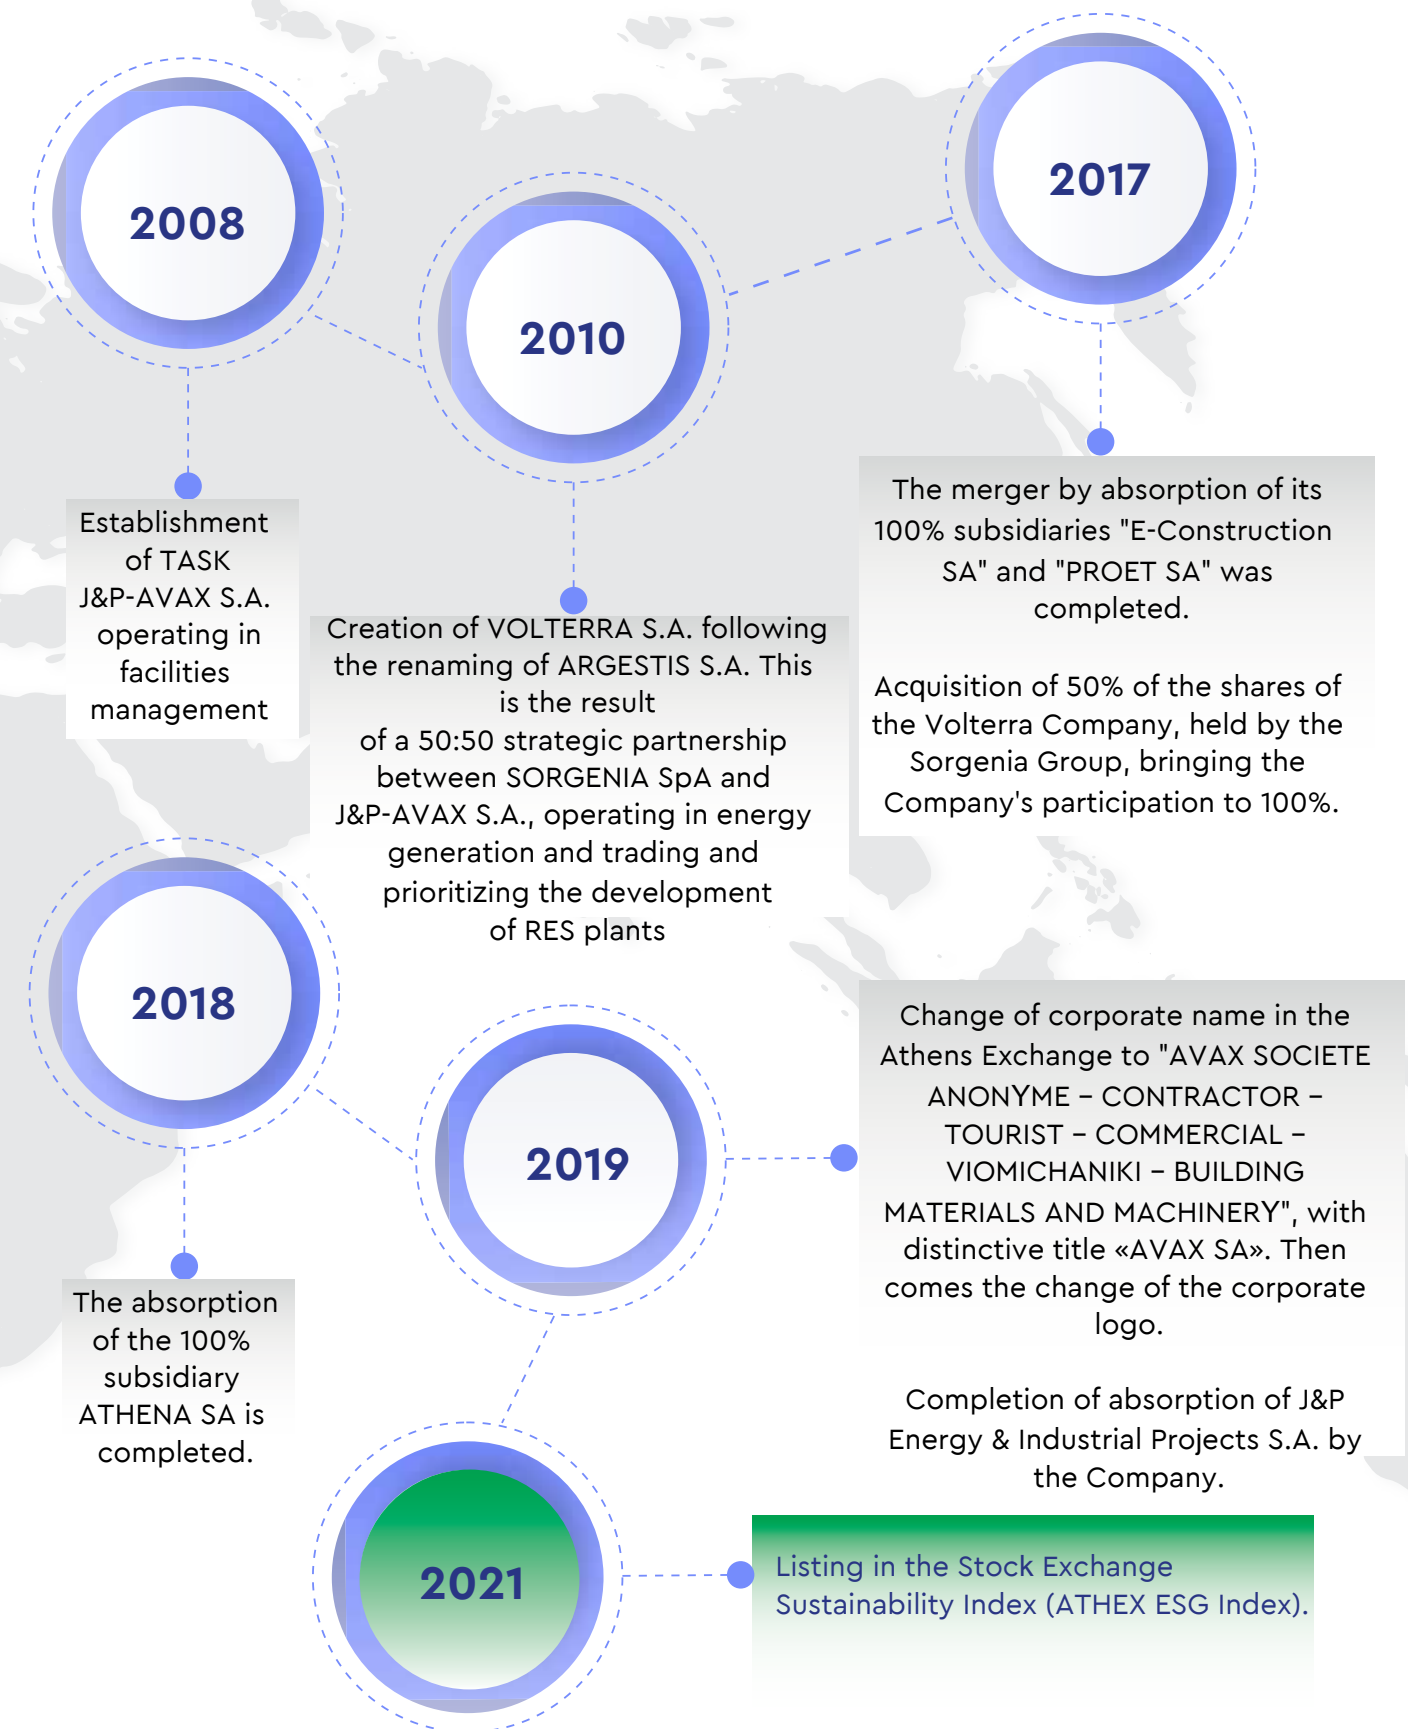 2008
Establishment
of TASK
J&P-AVAX S.A.
operating in
facilities
management
2010
Creation of VOLTERRA S.A. following
the renaming of ARGESTIS S.A. This
is the result
of a 50:50 strategic partnership
between SORGENIA SpA and
J&P-AVAX S.A., operating in energy
generation and trading and
prioritizing the development
of RES plants
2017
The merger by absorption of its
100% subsidiaries "E-Construction
SA" and "PROET SA" was
completed.
Acquisition of 50% of the shares of
the Volterra Company, held by the
Sorgenia Group, bringing the
Company's participation to 100%.
2018
The absorption
of the 100%
subsidiary
ATHENA SA is
completed.
2019
Change of corporate name in the
Athens Exchange to "AVAX SOCIETE
ANONYME – CONTRACTOR –
TOURIST – COMMERCIAL –
VIOMICHANIKI – BUILDING
MATERIALS AND MACHINERY", with
distinctive title «AVAX SA». Then
comes the change of the corporate
logo.
Completion of absorption of J&P
Energy & Industrial Projects S.A. by
the Company.
2021
Listing in the Stock Exchange
Sustainability Index (ATHEX ESG Index).